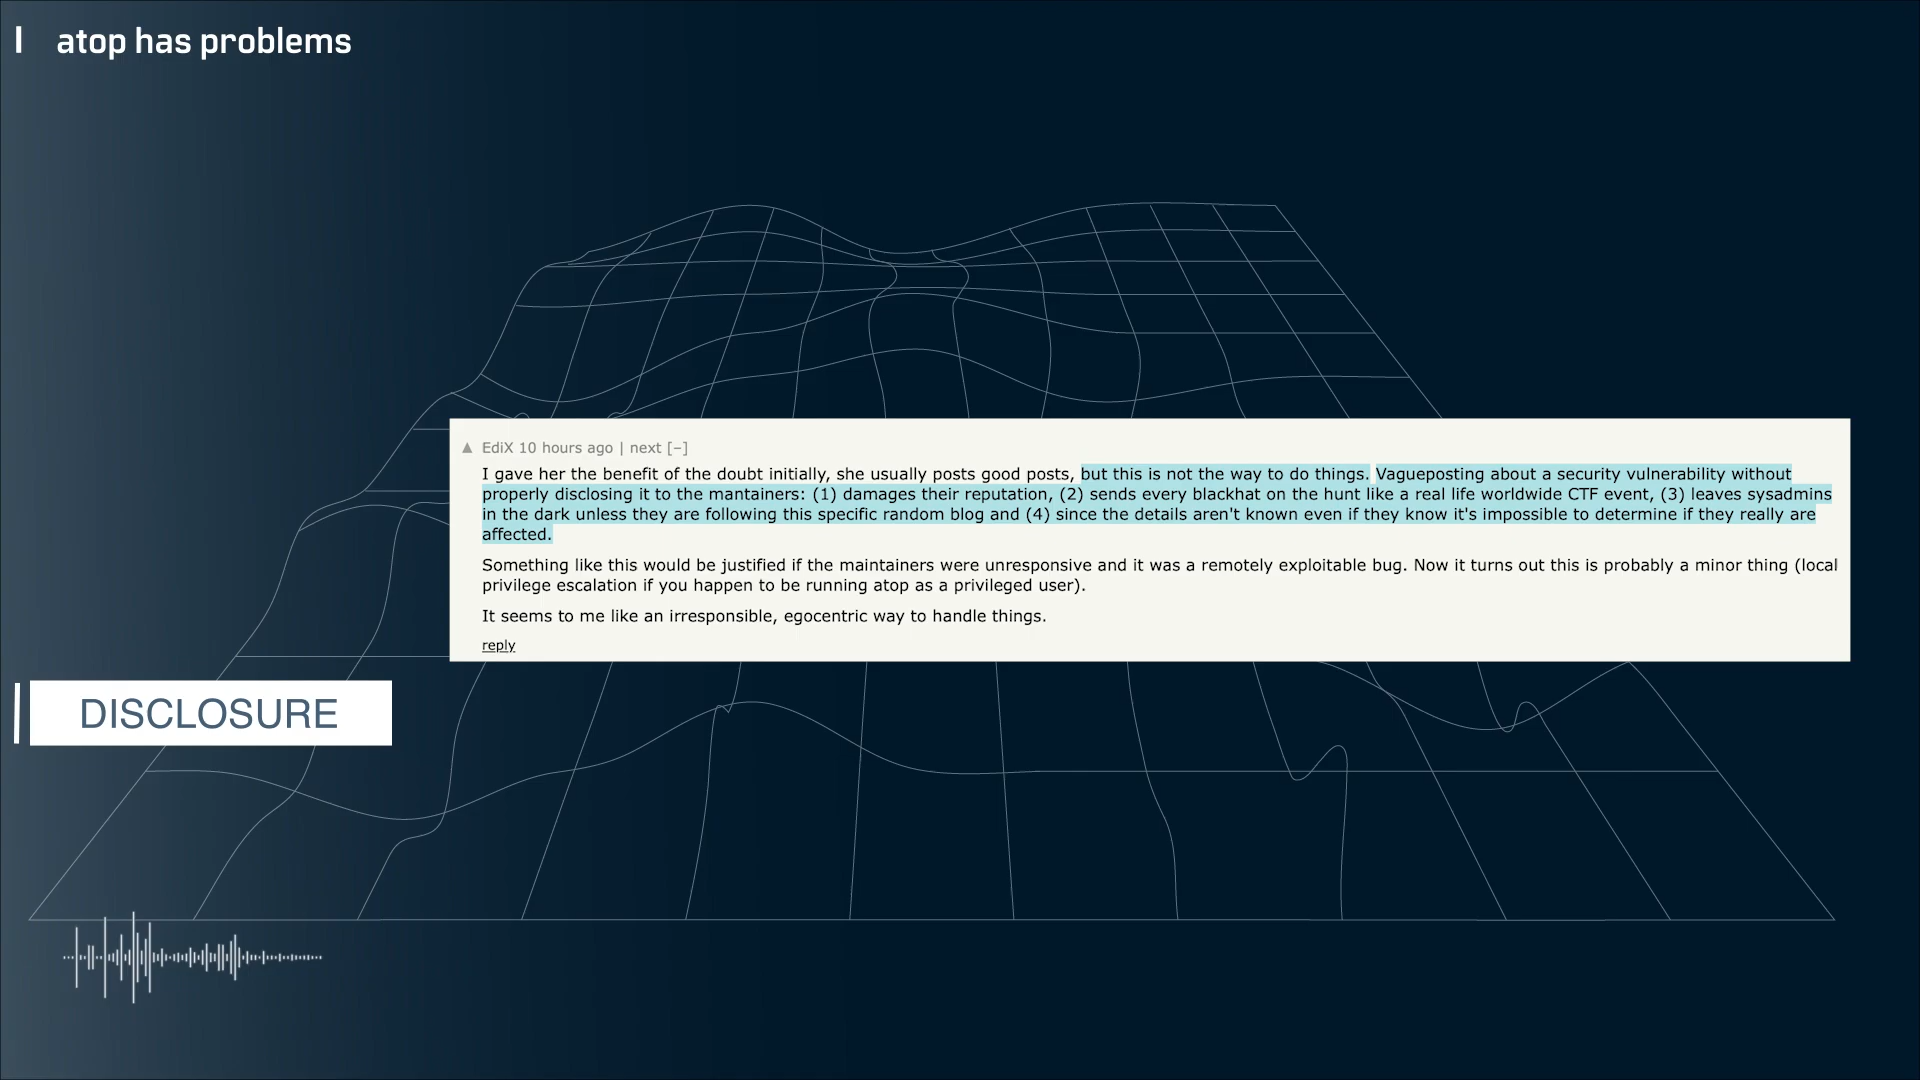 atop has problems
▲ EdiX 10 hours ago | next [–]
I gave her the benefit of the doubt initially, she usually posts good posts, but this is not the way to do things. Vagueposting about a security vulnerability without
properly disclosing it to the mantainers: (1) damages their reputation, (2) sends every blackhat on the hunt like a real life worldwide CTF event, (3) leaves sysadmins
in the dark unless they are following this specific random blog and (4) since the details aren't known even if they know it's impossible to determine if they really are
affected.
Something like this would be justified if the maintainers were unresponsive and it was a remotely exploitable bug. Now it turns out this is probably a minor thing (local
privilege escalation if you happen to be running atop as a privileged user).
It seems to me like an irresponsible, egocentric way to handle things.
reply
DISCLOSURE